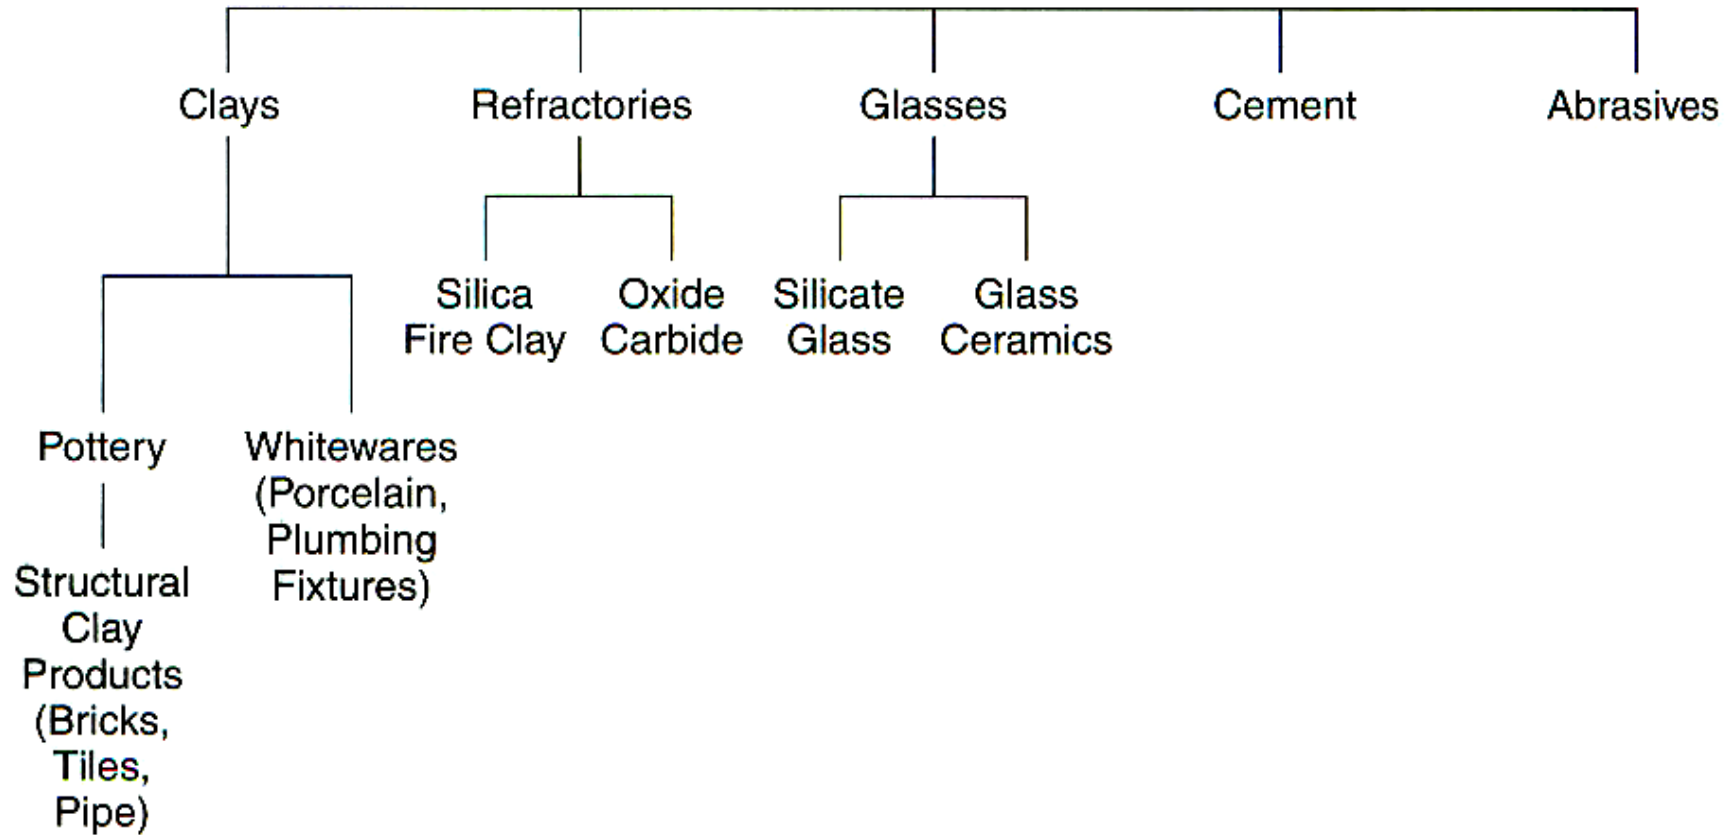 Clays
Refractories
Glasses
Cement
Abrasives
Silica
Fire Clay
Oxide
Carbide
Silicate
Glass
Glass
Ceramics
Pottery
Whitewares
(Porcelain,
Plumbing
Fixtures)
Structural
Clay
Products
(Bricks,
Tiles,
Pipe)